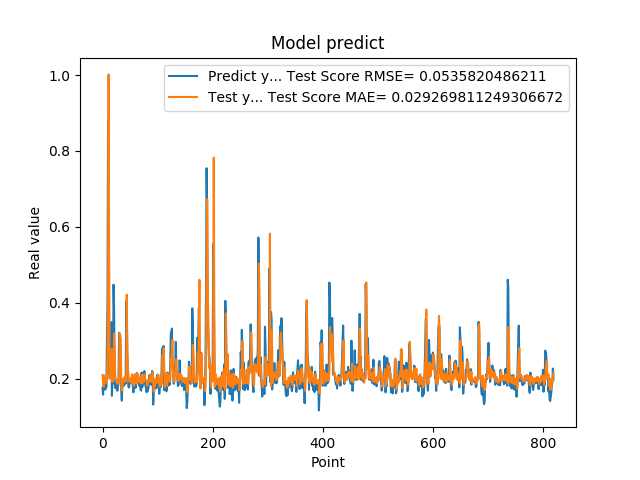 Model predict
Predict y... Test Score RMSE= 0.0535820486211
Test y... Test Score MAE= 0.029269811249306672
Real value
1.0
0.8
0.6
0.4
0.2
0 200 400 600 800
Point